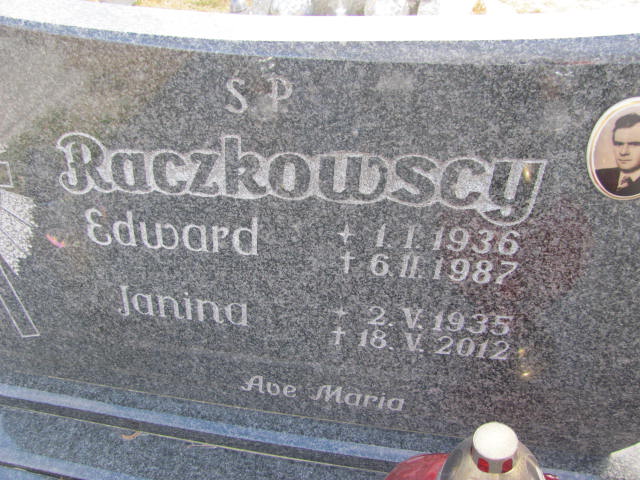 Ś P
Raczkowscy
Edward + 1.I.1936
† 6.II.1987
Janina + 2.V.1935
† 18.V.2012
Ave Maria